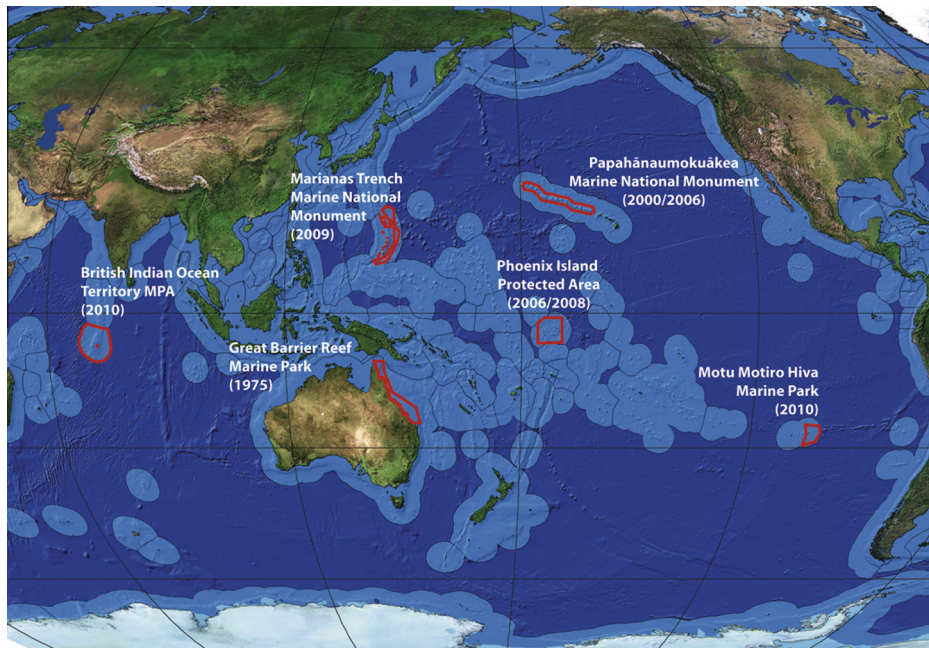 Papahānaumokuākea
Marine National Monument
(2000/2006)
Marianas Trench
Marine National
Monument
(2009)
Phoenix Island
Protected Area
(2006/2008)
British Indian Ocean
Territory MPA
(2010)
Great Barrier Reef
Marine Park
(1975)
Motu Motiro Hiva
Marine Park
(2010)